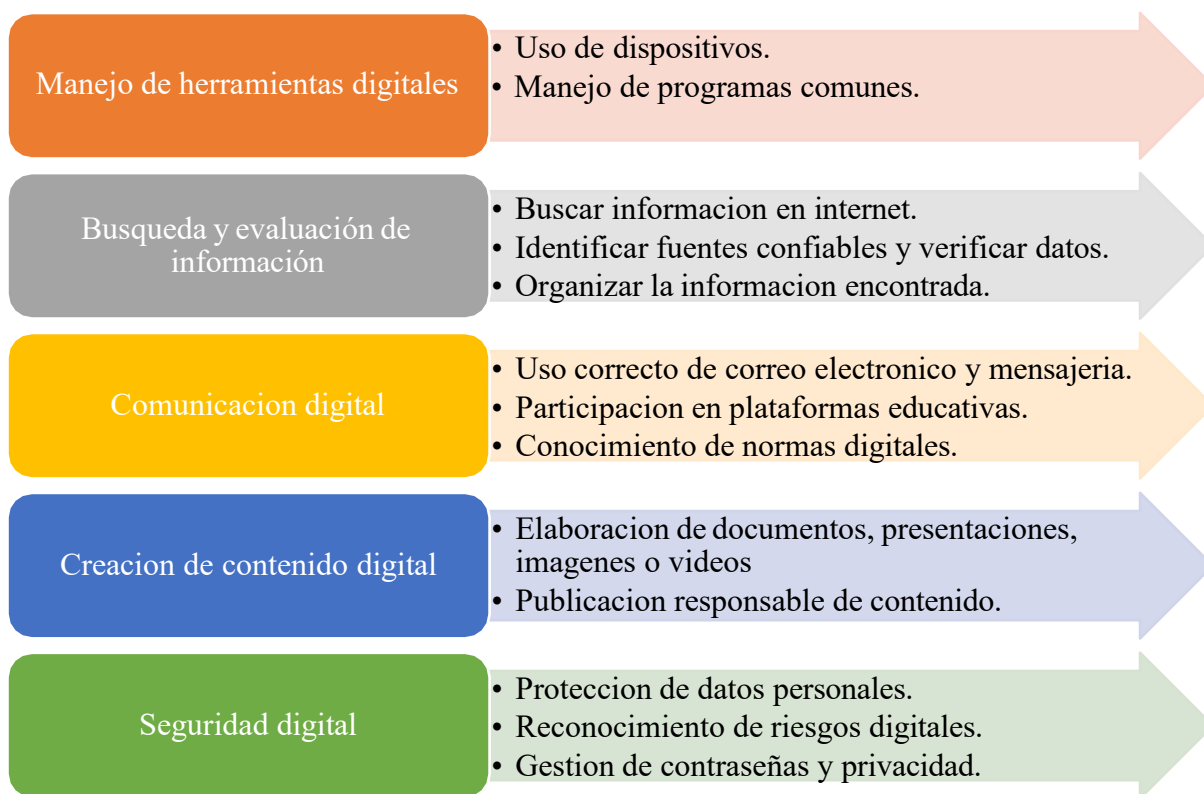 Manejo de herramientas digitales
• Uso de dispositivos.
• Manejo de programas comunes.
Busqueda y evaluación de
información
• Buscar informacion en internet.
• Identificar fuentes confiables y verificar datos.
• Organizar la informacion encontrada.
Comunicacion digital
• Uso correcto de correo electronico y mensajeria.
• Participacion en plataformas educativas.
• Conocimiento de normas digitales.
Creacion de contenido digital
• Elaboracion de documentos, presentaciones,
imagenes o videos
• Publicacion responsable de contenido.
Seguridad digital
• Proteccion de datos personales.
• Reconocimiento de riesgos digitales.
• Gestion de contraseñas y privacidad.